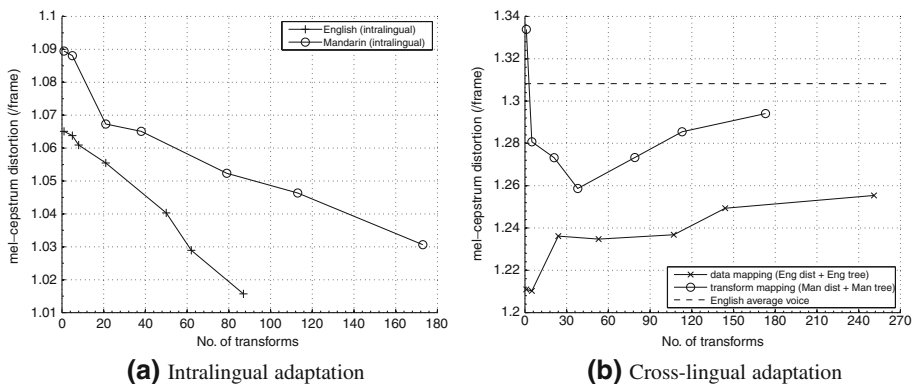 1.1
1.09
1.08
1.07
1.06
1.05
1.04
1.03
1.02
1.01
mel−cepstrum distortion (/frame)
0 20 40 60 80 100 120 140 160 180
No. of transforms
English (intralingual)
Mandarin (intralingual)
(a) Intralingual adaptation
1.34
1.32
1.3
1.28
1.26
1.24
1.22
1.2
mel−cepstrum distortion (/frame)
0 30 60 90 120 150 180 210 240 270
No. of transforms
data mapping (Eng dist + Eng tree)
transform mapping (Man dist + Man tree)
English average voice
(b) Cross-lingual adaptation